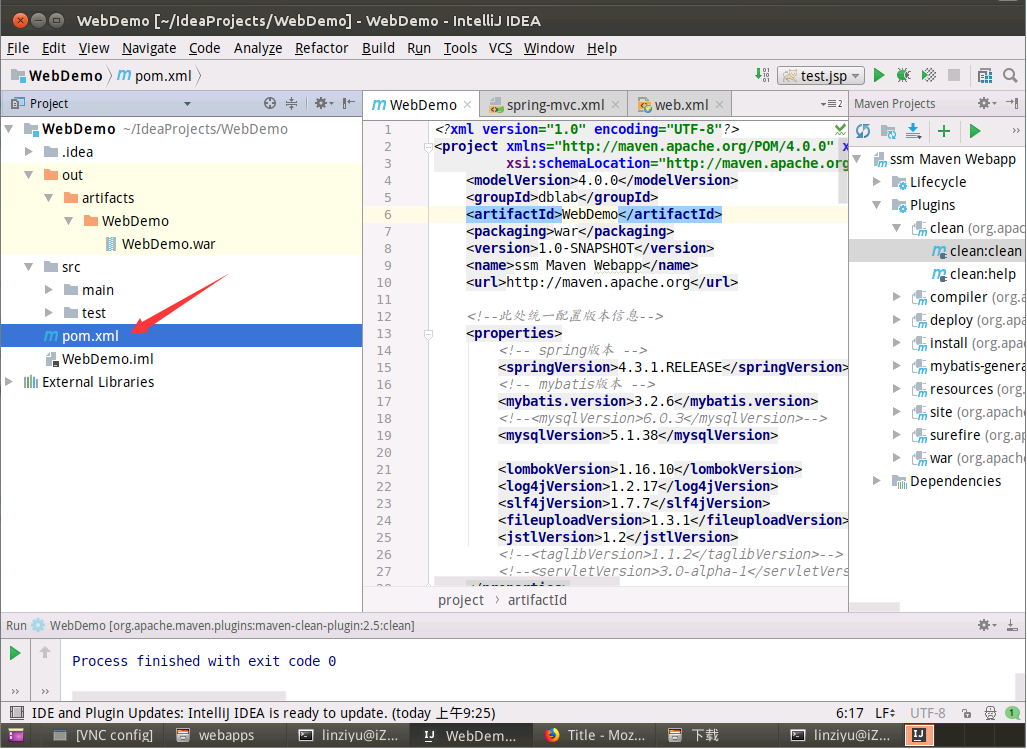 WebDemo [~/IdeaProjects/WebDemo] - WebDemo - IntelliJ IDEA
File Edit View Navigate Code Analyze Refactor Build Run Tools VCS Window Help
WebDemo pom.xml test.jsp
Project
WebDemo ~/IdeaProjects/WebDemo
.idea
out
artifacts
WebDemo
WebDemo.war
src
main
test
pom.xml
WebDemo.iml
External Libraries
WebDemo spring-mvc.xml web.xml
1 <?xml version="1.0" encoding="UTF-8"?>
2 <project xmlns="http://maven.apache.org/POM/4.0.0" x
3 xsi:schemaLocation="http://maven.apache.org
4 <modelVersion>4.0.0</modelVersion>
5 <groupId>dblab</groupId>
6 <artifactId>WebDemo</artifactId>
7 <packaging>war</packaging>
8 <version>1.0-SNAPSHOT</version>
9 <name>ssm Maven Webapp</name>
10 <url>http://maven.apache.org</url>
11
12 <!--此处统一配置版本信息-->
13 <properties>
14 <!-- spring版本 -->
15 <springVersion>4.3.1.RELEASE</springVersion>
16 <!-- mybatis版本 -->
17 <mybatis.version>3.2.6</mybatis.version>
18 <!--<mysqlVersion>6.0.3</mysqlVersion>-->
19 <mysqlVersion>5.1.38</mysqlVersion>
20
21 <lombokVersion>1.16.10</lombokVersion>
22 <log4jVersion>1.2.17</log4jVersion>
23 <slf4jVersion>1.7.7</slf4jVersion>
24 <fileuploadVersion>1.3.1</fileuploadVersion>
25 <jstlVersion>1.2</jstlVersion>
26 <!--<taglibVersion>1.1.2</taglibVersion>-->
27 <!--<servletVersion>3.0-alpha-1</servletVers
28 </properties>
project › artifactId
Maven Projects
ssm Maven Webapp
Lifecycle
Plugins
clean (org.apac
clean:clean
clean:help
compiler (org.
deploy (org.apa
install (org.apa
mybatis-genera
resources (org.
site (org.apache
surefire (org.ap
war (org.apache
Dependencies
Run WebDemo [org.apache.maven.plugins:maven-clean-plugin:2.5:clean]
Process finished with exit code 0
IDE and Plugin Updates: IntelliJ IDEA is ready to update. (today 上午9:25) 6:17 LF UTF-8 1
[VNC config] webapps linziyu@iZ... WebDem... Title - Moz... 下载 linziyu@iZ...